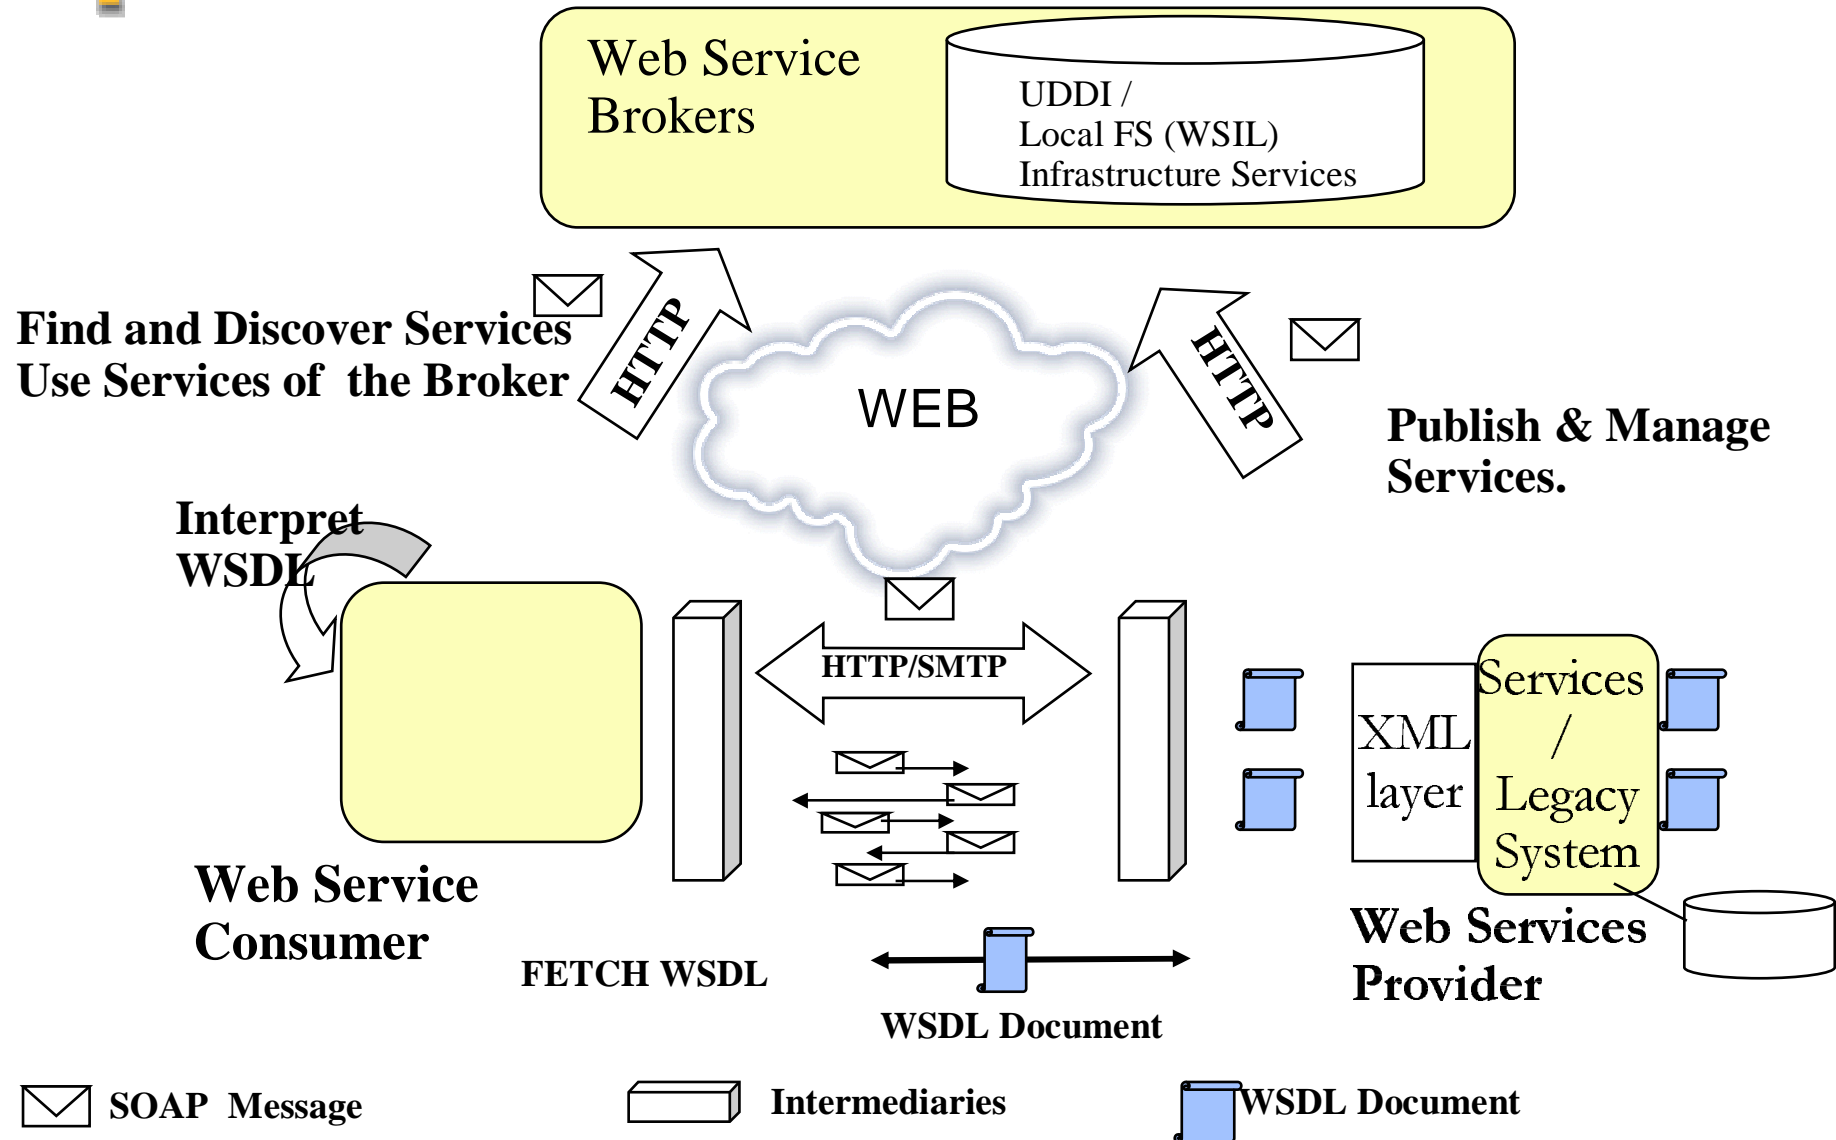 Web Service
Brokers
UDDI /
Local FS (WSIL)
Infrastructure Services
Find and Discover Services
Use Services of the Broker
HTTP
WEB
HTTP
Publish & Manage
Services.
Interpret
WSDL
HTTP/SMTP
XML
layer
Services
/
Legacy
System
Web Service
Consumer
Web Services
Provider
FETCH WSDL
WSDL Document
SOAP Message
Intermediaries
WSDL Document